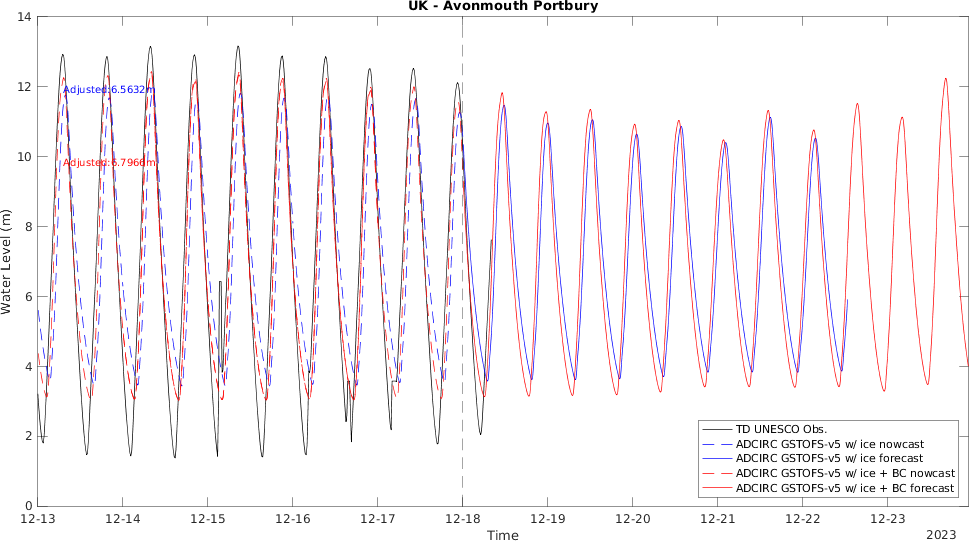 UK - Avonmouth Portbury
14
12
10
8
6
4
2
0
Water Level (m)
Adjusted:6.5632m
Adjusted:6.7966m
TD UNESCO Obs.
ADCIRC GSTOFS-v5 w/ ice nowcast
ADCIRC GSTOFS-v5 w/ ice forecast
ADCIRC GSTOFS-v5 w/ ice + BC nowcast
ADCIRC GSTOFS-v5 w/ ice + BC forecast
12-13 12-14 12-15 12-16 12-17 12-18 12-19 12-20 12-21 12-22 12-23
Time
2023